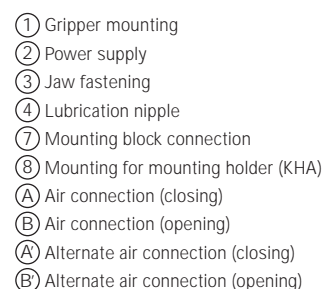 1 Gripper mounting
2 Power supply
3 Jaw fastening
4 Lubrication nipple
7 Mounting block connection
8 Mounting for mounting holder (KHA)
A Air connection (closing)
B Air connection (opening)
A' Alternate air connection (closing)
B' Alternate air connection (opening)